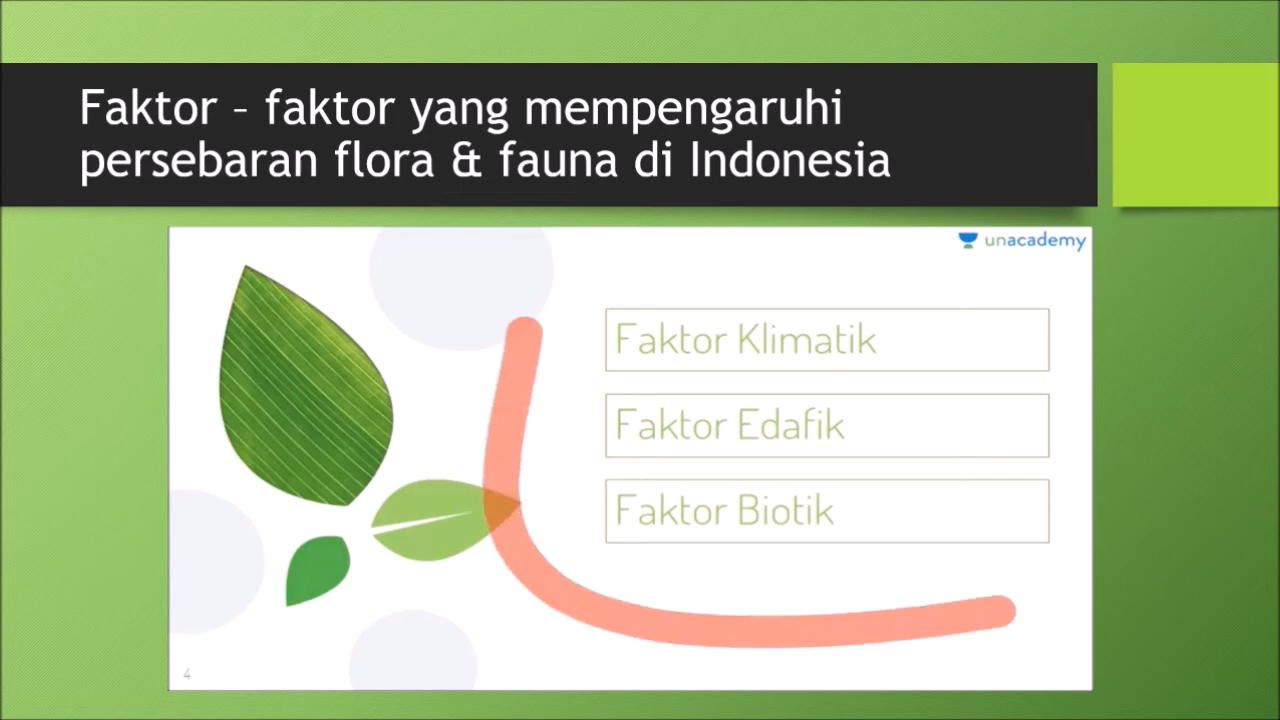 Faktor – faktor yang mempengaruhi
persebaran flora & fauna di Indonesia
unacademy
Faktor Klimatik
Faktor Edafik
Faktor Biotik
4